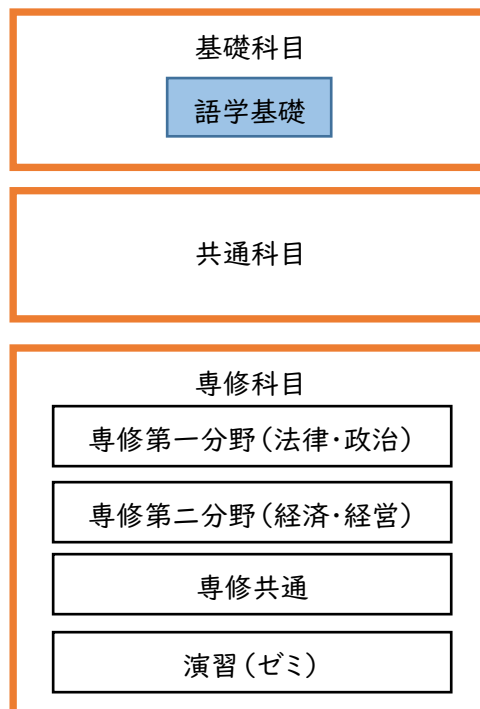 基礎科目
語学基礎
共通科目
専修科目
専修第一分野（法律・政治）
専修第二分野（経済・経営）
専修共通
演習（ゼミ）